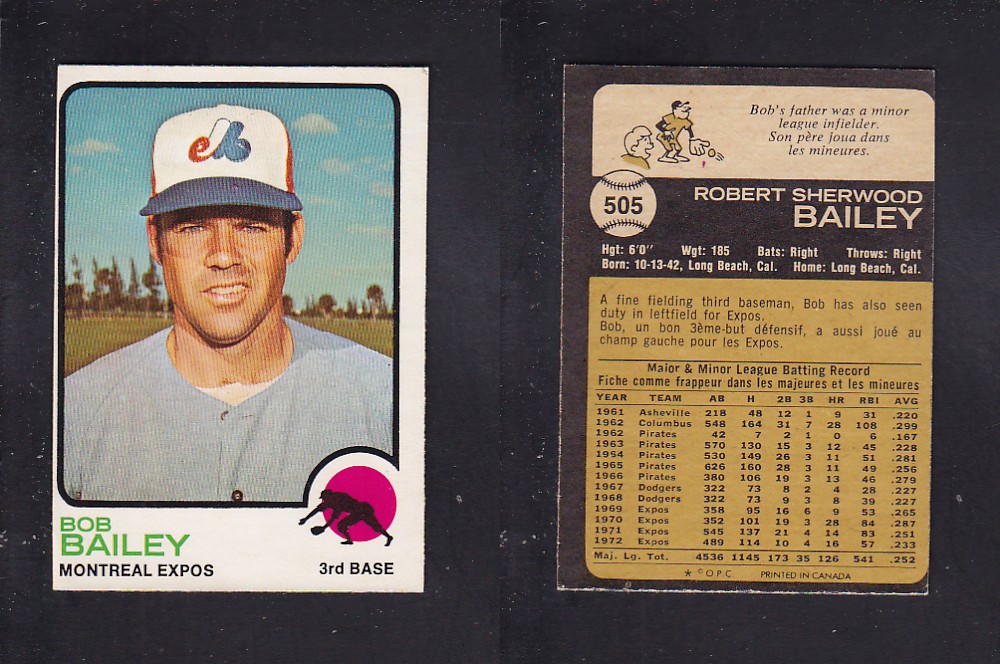 eMb
BOB
BAILEY
MONTREAL EXPOS
3rd BASE
Bob's father was a minor
league infielder.
Son père joua dans
les mineures.
505
ROBERT SHERWOOD
BAILEY
Hgt: 6'0" Wgt: 185 Bats: Right Throws: Right
Born: 10-13-42, Long Beach, Cal. Home: Long Beach, Cal.
A fine fielding third baseman, Bob has also seen
duty in leftfield for Expos.
Bob, un bon 3ème-but défensif, a aussi joué au
champ gauche pour les Expos.
Major & Minor League Batting Record
Fiche comme frappeur dans les majeures et les mineures
YEAR TEAM AB H 2B 3B HR RBI AVG
1961 Asheville 218 48 12 1 9 31 .220
1962 Columbus 548 164 31 7 28 108 .299
1962 Pirates 42 7 2 1 0 6 .167
1963 Pirates 570 130 15 3 12 45 .228
1954 Pirates 530 149 26 3 11 51 .281
1965 Pirates 626 160 28 3 11 49 .256
1966 Pirates 380 106 19 3 13 46 .279
1967 Dodgers 322 73 8 2 4 28 .227
1968 Dodgers 322 73 9 3 8 39 .227
1969 Expos 358 95 16 6 9 53 .265
1970 Expos 352 101 19 3 28 84 .287
1971 Expos 545 137 21 4 14 83 .251
1972 Expos 489 114 10 4 16 57 .233
Maj. Lg. Tot. 4536 1145 173 35 126 541 .252
* © O P C PRINTED IN CANADA